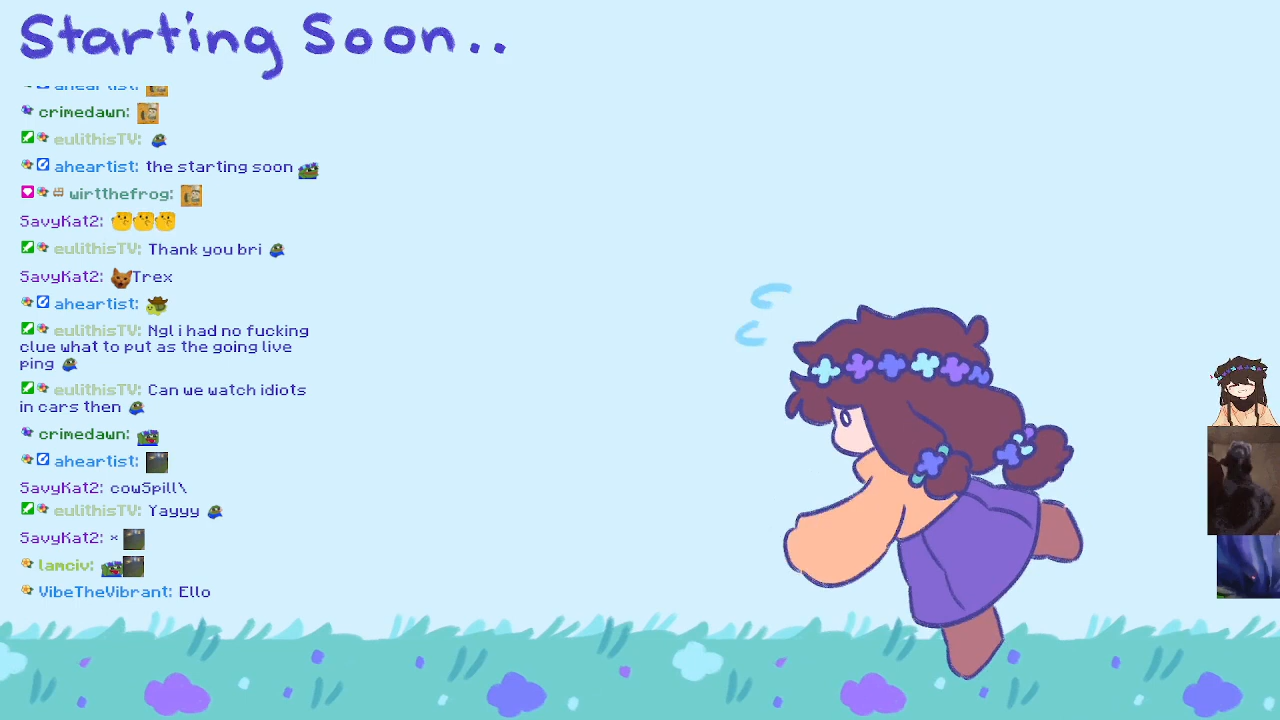 Starting Soon..
aheartist:
crimedawn:
eulithisTV:
aheartist: the starting soon
wirtthefrog:
SavyKat2:
eulithisTV: Thank you bri
SavyKat2: Trex
aheartist:
eulithisTV: Ngl i had no fucking
clue what to put as the going live
ping
eulithisTV: Can we watch idiots
in cars then
crimedawn:
aheartist:
SavyKat2: cowSpill\
eulithisTV: Yayyy
SavyKat2: *
lamciv:
VibeTheVibrant: Ello